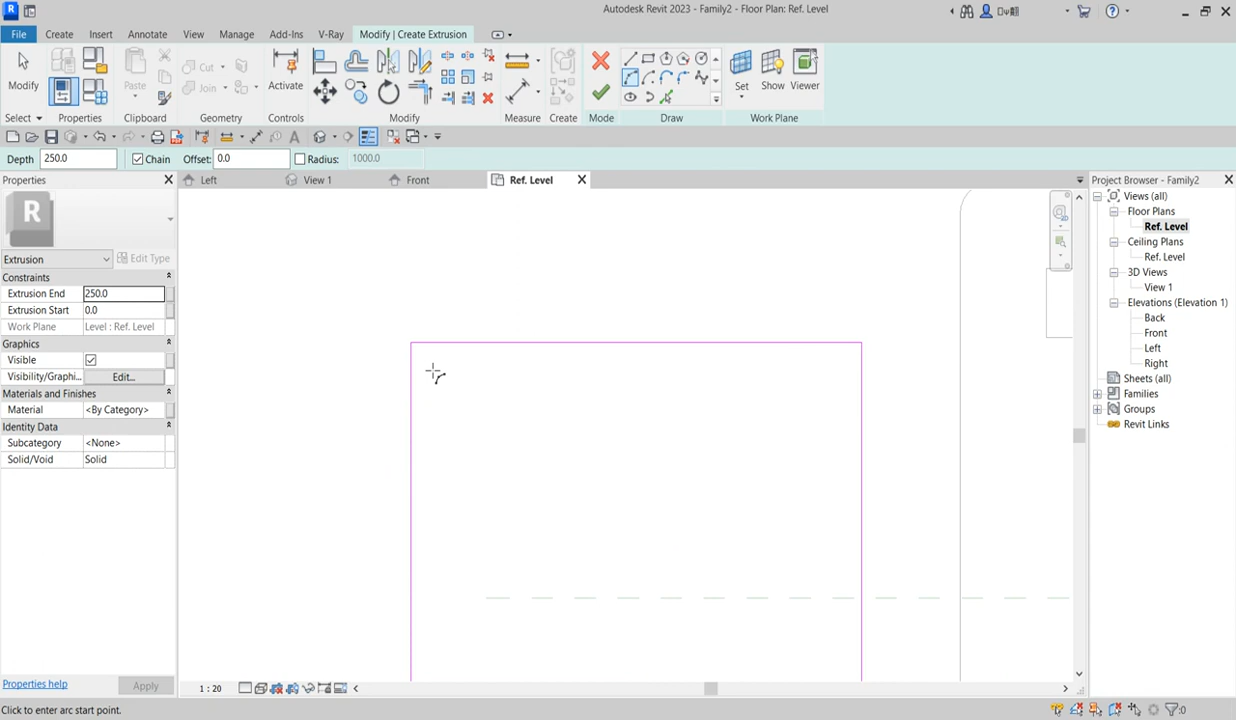 Autodesk Revit 2023 - Family2 - Floor Plan: Ref. Level
File Create Insert Annotate View Manage Add-Ins V-Ray Modify | Create Extrusion
Modify Paste Cut Join Activate Create Set Show Viewer
Select Properties Clipboard Geometry Controls Modify Measure Create Mode Draw Work Plane
Depth 250.0 Chain Offset: 0.0 Radius: 1000.0
Properties Left View 1 Front Ref. Level Project Browser - Family2
R
Extrusion Edit Type
Constraints
Extrusion End 250.0
Extrusion Start 0.0
Work Plane Level : Ref. Level
Graphics
Visible
Visibility/Graphi... Edit...
Materials and Finishes
Material <By Category>
Identity Data
Subcategory <None>
Solid/Void Solid
Properties help Apply
Views (all)
Floor Plans
Ref. Level
Ceiling Plans
Ref. Level
3D Views
View 1
Elevations (Elevation 1)
Back
Front
Left
Right
Sheets (all)
Families
Groups
Revit Links
1 : 20
Click to enter arc start point. :0